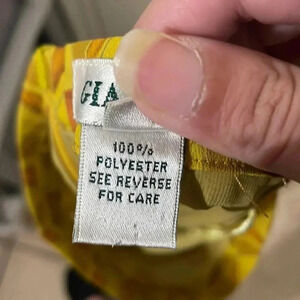 100%
POLYESTER
SEE REVERSE
FOR CARE